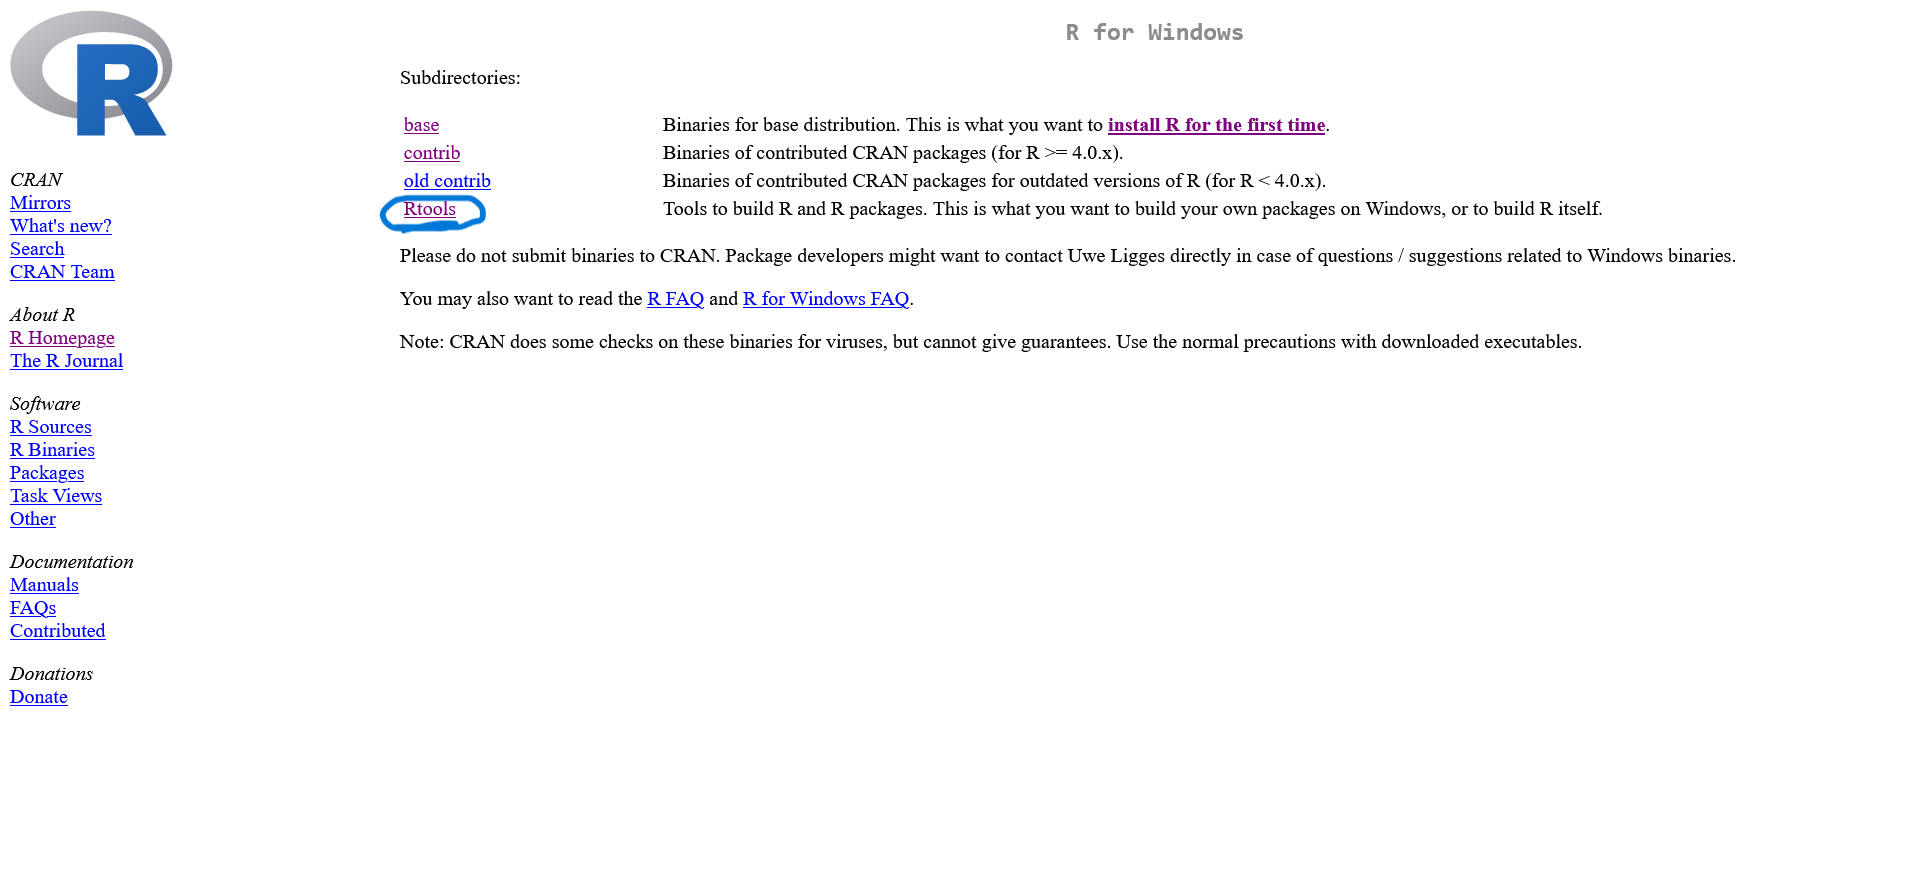 R
CRAN
Mirrors
What's new?
Search
CRAN Team
About R
R Homepage
The R Journal
Software
R Sources
R Binaries
Packages
Task Views
Other
Documentation
Manuals
FAQs
Contributed
Donations
Donate
R for Windows
Subdirectories:
base Binaries for base distribution. This is what you want to install R for the first time.
contrib Binaries of contributed CRAN packages (for R >= 4.0.x).
old contrib Binaries of contributed CRAN packages for outdated versions of R (for R < 4.0.x).
Rtools Tools to build R and R packages. This is what you want to build your own packages on Windows, or to build R itself.
Please do not submit binaries to CRAN. Package developers might want to contact Uwe Ligges directly in case of questions / suggestions related to Windows binaries.
You may also want to read the R FAQ and R for Windows FAQ.
Note: CRAN does some checks on these binaries for viruses, but cannot give guarantees. Use the normal precautions with downloaded executables.